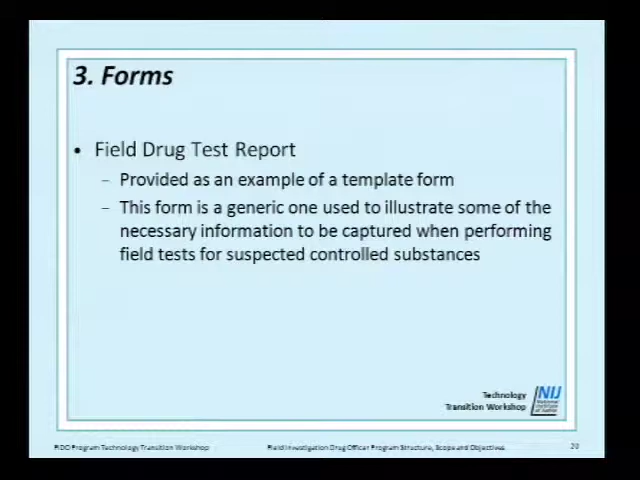 3. Forms
• Field Drug Test Report
– Provided as an example of a template form
– This form is a generic one used to illustrate some of the
necessary information to be captured when performing
field tests for suspected controlled substances
Technology
Transition Workshop
NIJ
National
Institute
of Justice
FIDO Program Technology Transition Workshop
Field Investigation Drug Officer Program Structure, Scope and Objectives
20